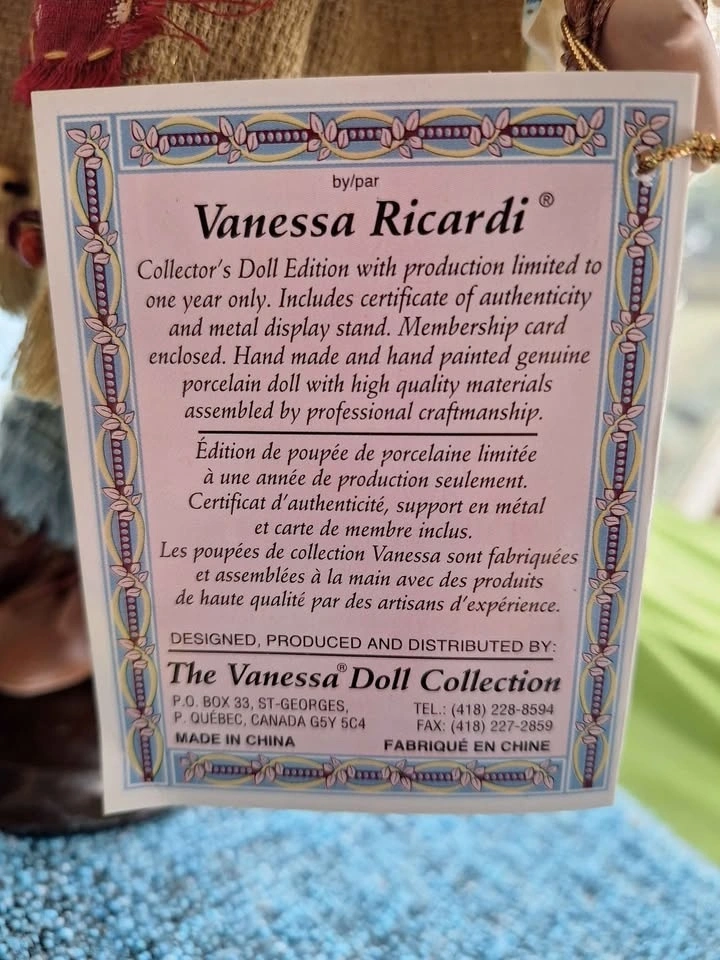 by/par
Vanessa Ricardi ®
Collector's Doll Edition with production limited to
one year only. Includes certificate of authenticity
and metal display stand. Membership card
enclosed. Hand made and hand painted genuine
porcelain doll with high quality materials
assembled by professional craftmanship.
Édition de poupée de porcelaine limitée
à une année de production seulement.
Certificat d'authenticité, support en métal
et carte de membre inclus.
Les poupées de collection Vanessa sont fabriquées
et assemblées à la main avec des produits
de haute qualité par des artisans d'expérience.
DESIGNED, PRODUCED AND DISTRIBUTED BY:
The Vanessa® Doll Collection
P.O. BOX 33, ST-GEORGES,
P. QUÉBEC, CANADA G5Y 5C4
TEL.: (418) 228-8594
FAX: (418) 227-2859
MADE IN CHINA
FABRIQUÉ EN CHINE